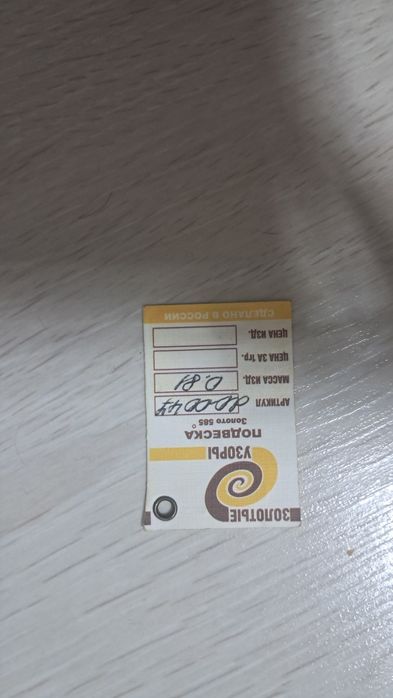 ЗОЛОТЫЕ
УЗОРЫ
ПОДВЕСКА
Золото 585°
АРТИКУЛ
МАССА ИЗД. 0,81
ЦЕНА ЗА 1гр.
ЦЕНА ИЗД.
СДЕЛАНО В РОССИИ